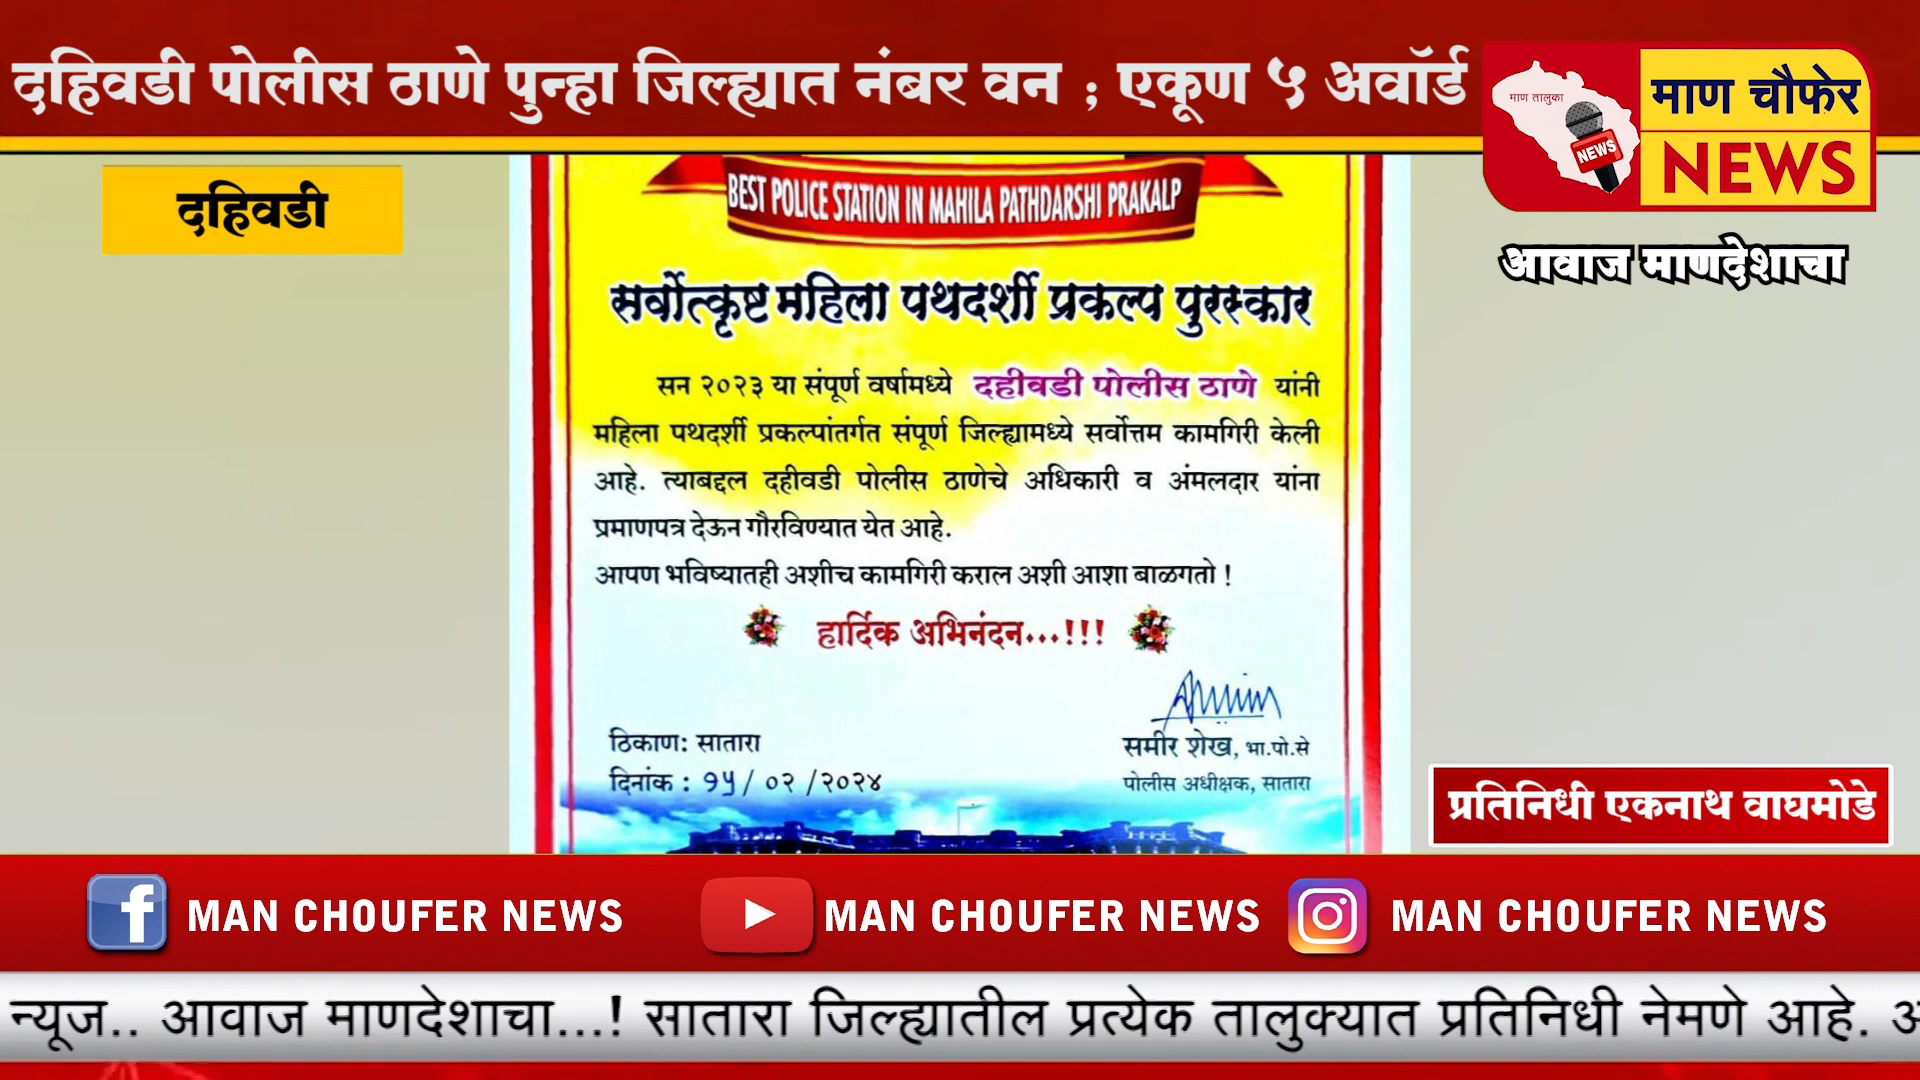 दहिवडी पोलीस ठाणे पुन्हा जिल्ह्यात नंबर वन ; एकूण ५ अवॉर्ड
माण तालुका
NEWS
माण चौफेर
NEWS
आवाज माणदेशाचा
दहिवडी
BEST POLICE STATION IN MAHILA PATHDARSHI PRAKALP
सर्वोत्कृष्ट महिला पथदर्शी प्रकल्प पुरस्कार
सन २०२३ या संपूर्ण वर्षामध्ये दहीवडी पोलीस ठाणे यांनी
महिला पथदर्शी प्रकल्पांतर्गत संपूर्ण जिल्ह्यामध्ये सर्वोत्तम कामगिरी केली
आहे. त्याबद्दल दहीवडी पोलीस ठाणेचे अधिकारी व अंमलदार यांना
प्रमाणपत्र देऊन गौरविण्यात येत आहे.
आपण भविष्यातही अशीच कामगिरी कराल अशी आशा बाळगतो !
हार्दिक अभिनंदन...!!!
ठिकाण: सातारा
दिनांक : १५/ ०२ /२०२४
समीर शेख, भा.पो.से
पोलीस अधीक्षक, सातारा
प्रतिनिधी एकनाथ वाघमोडे
MAN CHOUFER NEWS
MAN CHOUFER NEWS
MAN CHOUFER NEWS
न्यूज.. आवाज माणदेशाचा...! सातारा जिल्ह्यातील प्रत्येक तालुक्यात प्रतिनिधी नेमणे आहे.